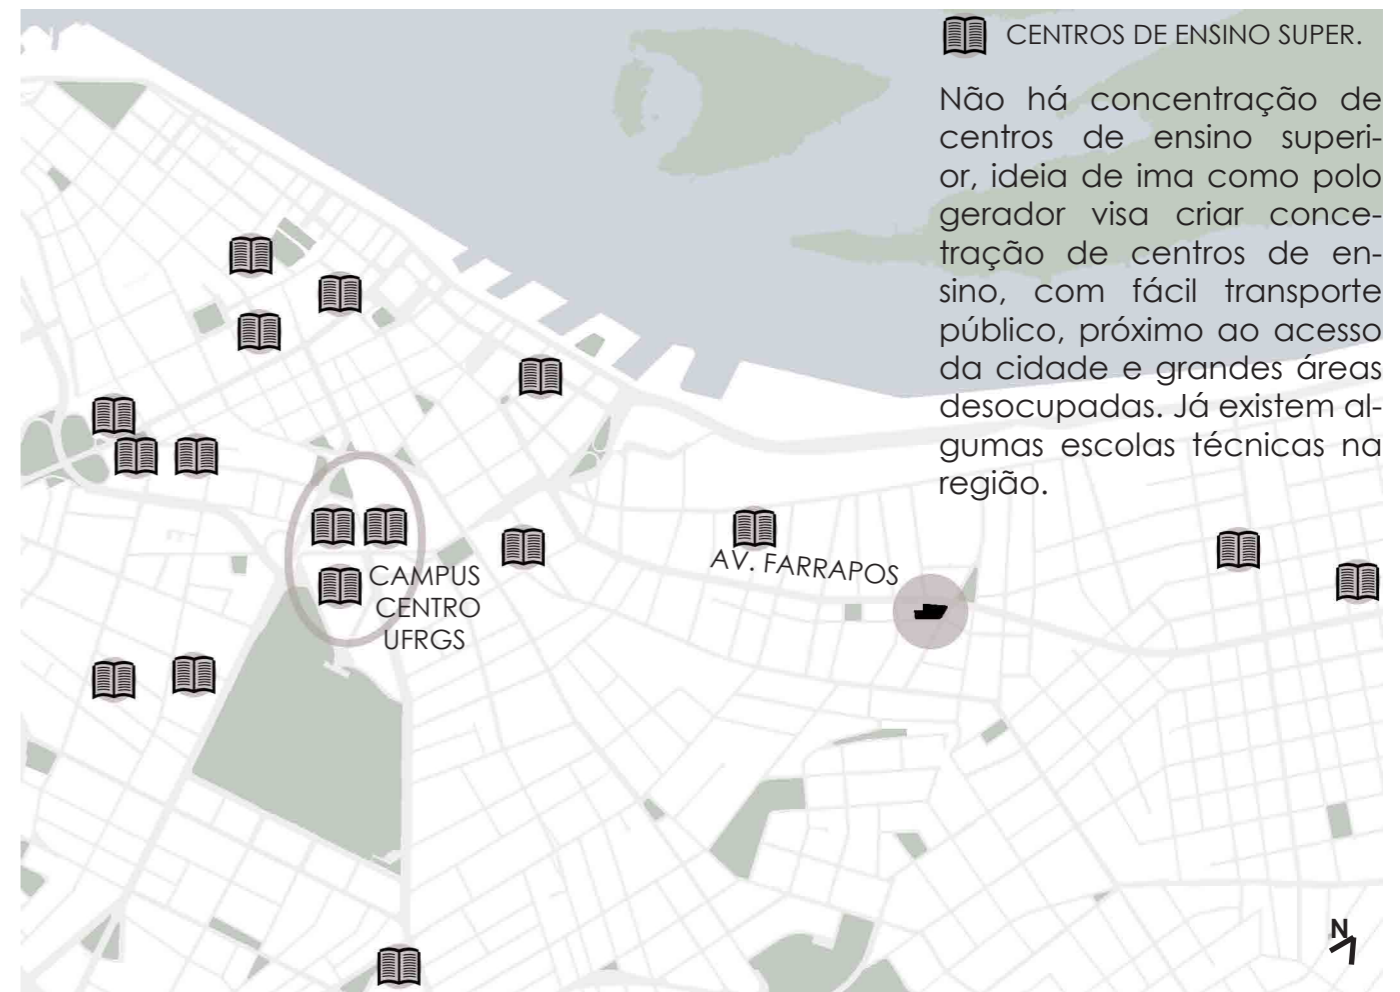 CENTROS DE ENSINO SUPER.
Não há concentração de
centros de ensino superi-
or, ideia de ima como polo
gerador visa criar conce-
tração de centros de en-
sino, com fácil transporte
público, próximo ao acesso
da cidade e grandes áreas
desocupadas. Já existem al-
gumas escolas técnicas na
região.
AV. FARRAPOS
CAMPUS
CENTRO
UFRGS
N